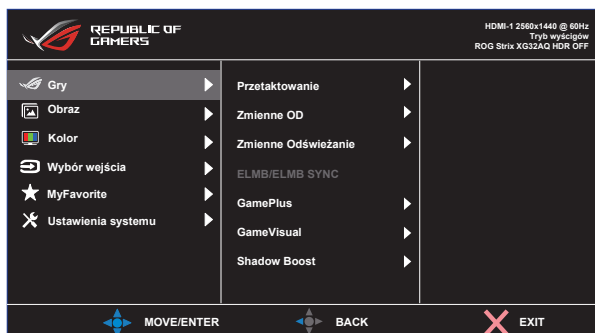 REPUBLIC OF
GAMERS
HDMI-1 2560x1440 @ 60Hz
Tryb wyścigów
ROG Strix XG32AQ HDR OFF
Gry
Obraz
Kolor
Wybór wejścia
MyFavorite
Ustawienia systemu
Przetaktowanie
Zmienne OD
Zmienne Odświeżanie
ELMB/ELMB SYNC
GamePlus
GameVisual
Shadow Boost
MOVE/ENTER
BACK
EXIT